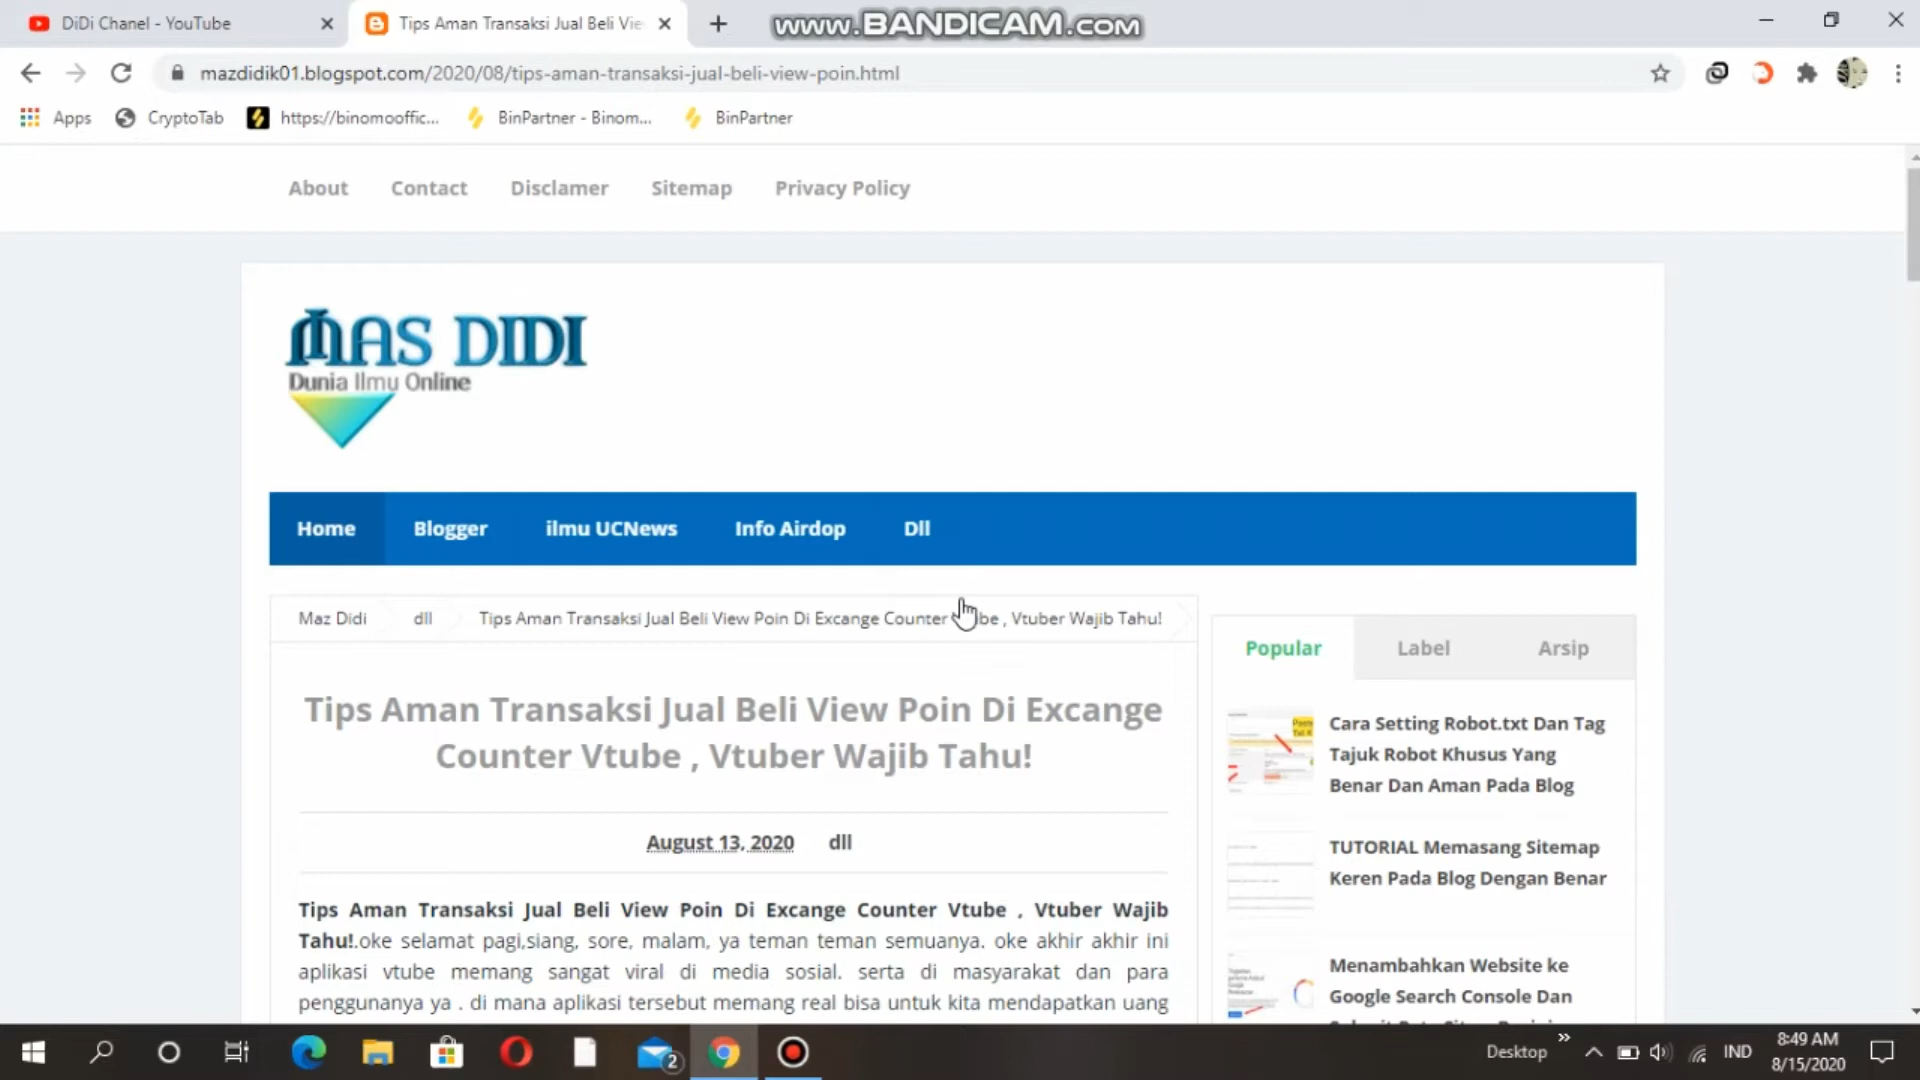 DiDi Chanel - YouTube
Tips Aman Transaksi Jual Beli Vie
www.BANDICAM.com
mazdidik01.blogspot.com/2020/08/tips-aman-transaksi-jual-beli-view-poin.html
Apps
CryptoTab
https://binomooffic...
BinPartner - Binom...
BinPartner
About
Contact
Disclamer
Sitemap
Privacy Policy
MAS DIDI
Dunia Ilmu Online
Home
Blogger
ilmu UCNews
Info Airdop
Dll
Maz Didi
dll
Tips Aman Transaksi Jual Beli View Poin Di Excange Counter be , Vtuber Wajib Tahu!
Tips Aman Transaksi Jual Beli View Poin Di Excange
Counter Vtube , Vtuber Wajib Tahu!
August 13, 2020
dll
Tips Aman Transaksi Jual Beli View Poin Di Excange Counter Vtube , Vtuber Wajib
Tahu!.oke selamat pagi,siang, sore, malam, ya teman teman semuanya. oke akhir akhir ini
aplikasi vtube memang sangat viral di media sosial. serta di masyarakat dan para
penggunanya ya . di mana aplikasi tersebut memang real bisa untuk kita mendapatkan uang
Popular
Label
Arsip
Cara Setting Robot.txt Dan Tag
Tajuk Robot Khusus Yang
Benar Dan Aman Pada Blog
TUTORIAL Memasang Sitemap
Keren Pada Blog Dengan Benar
Menambahkan Website ke
Google Search Console Dan
2
Desktop
IND
8:49 AM
8/15/2020